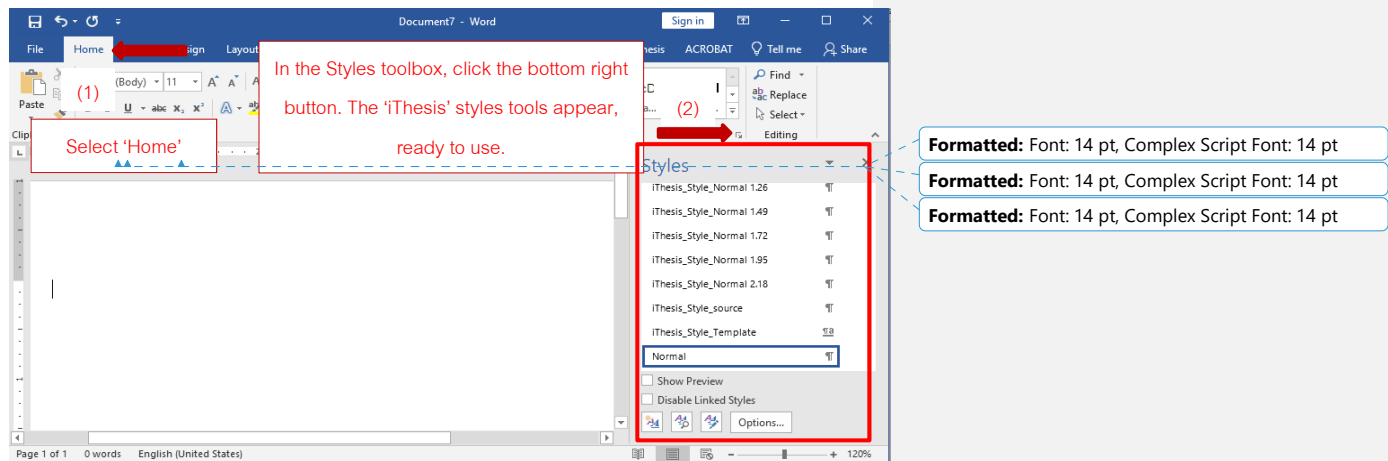 Document7 - Word
Sign in
File Home sign Layout hesis ACROBAT Tell me Share
In the Styles toolbox, click the bottom right
button. The 'iThesis' styles tools appear,
ready to use.
(1)
Select 'Home'
(2)
(Body) 11
Paste
U abc X₂ X²
Find
Replace
Select
Editing
Styles
iThesis_Style_Normal 1.26
iThesis_Style_Normal 1.49
iThesis_Style_Normal 1.72
iThesis_Style_Normal 1.95
iThesis_Style_Normal 2.18
iThesis_Style_source
iThesis_Style_Template
Normal
Show Preview
Disable Linked Styles
Options...
Page 1 of 1 0 words English (United States) 120%
Formatted: Font: 14 pt, Complex Script Font: 14 pt
Formatted: Font: 14 pt, Complex Script Font: 14 pt
Formatted: Font: 14 pt, Complex Script Font: 14 pt